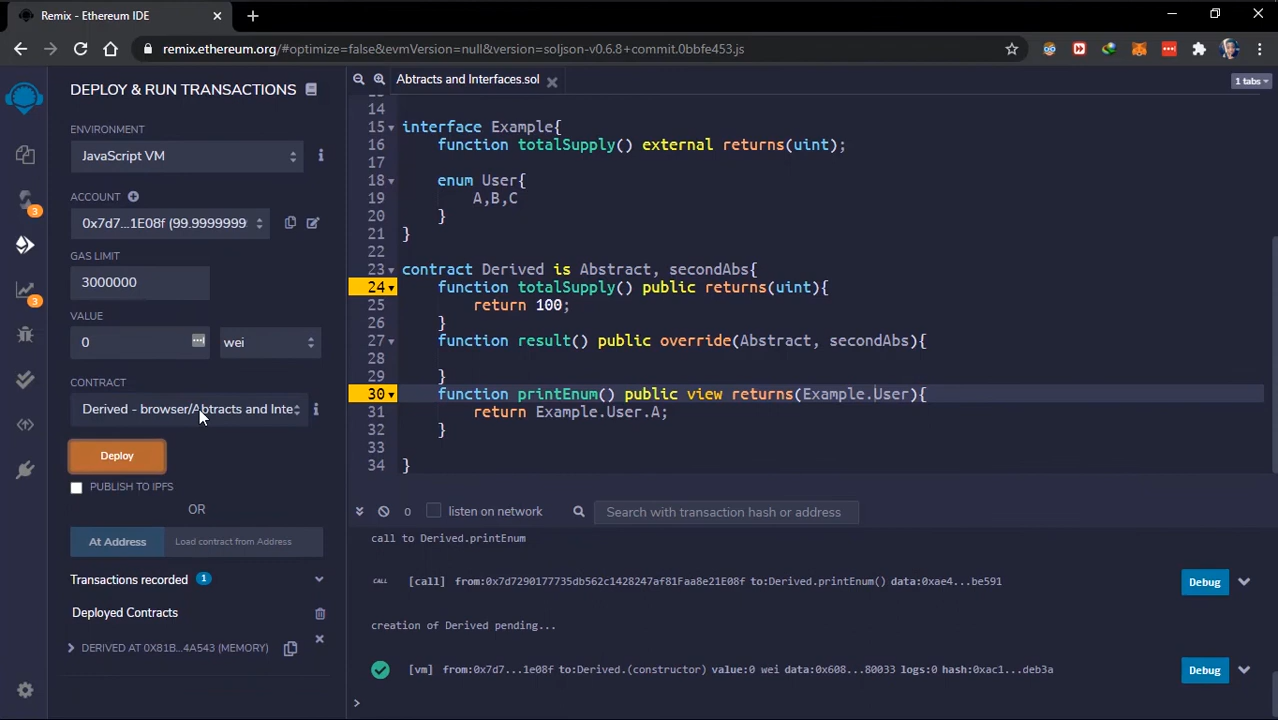 Remix - Ethereum IDE
remix.ethereum.org/#optimize=false&evmVersion=null&version=soljson-v0.6.8+commit.0bbfe453.js
DEPLOY & RUN TRANSACTIONS
ENVIRONMENT
JavaScript VM
ACCOUNT
0x7d7...1E08f (99.9999999
GAS LIMIT
3000000
VALUE
0
wei
CONTRACT
Derived - browser/Abtracts and Inte
Deploy
PUBLISH TO IPFS
OR
At Address
Load contract from Address
Transactions recorded 1
Deployed Contracts
DERIVED AT 0X81B...4A543 (MEMORY)
3
3
Abtracts and Interfaces.sol
1 tabs
14
15 interface Example{
16 function totalSupply() external returns(uint);
17
18 enum User{
19 A,B,C
20 }
21 }
22
23 contract Derived is Abstract, secondAbs{
24 function totalSupply() public returns(uint){
25 return 100;
26 }
27 function result() public override(Abstract, secondAbs){
28
29 }
30 function printEnum() public view returns(Example.User){
31 return Example.User.A;
32 }
33
34 }
0
listen on network
Search with transaction hash or address
call to Derived.printEnum
CALL [call] from:0x7d7290177735db562c1428247af81Faa8e21E08f to:Derived.printEnum() data:0xae4...be591
Debug
creation of Derived pending...
[vm] from:0x7d7...1e08f to:Derived.(constructor) value:0 wei data:0x608...80033 logs:0 hash:0xac1...deb3a
Debug
>